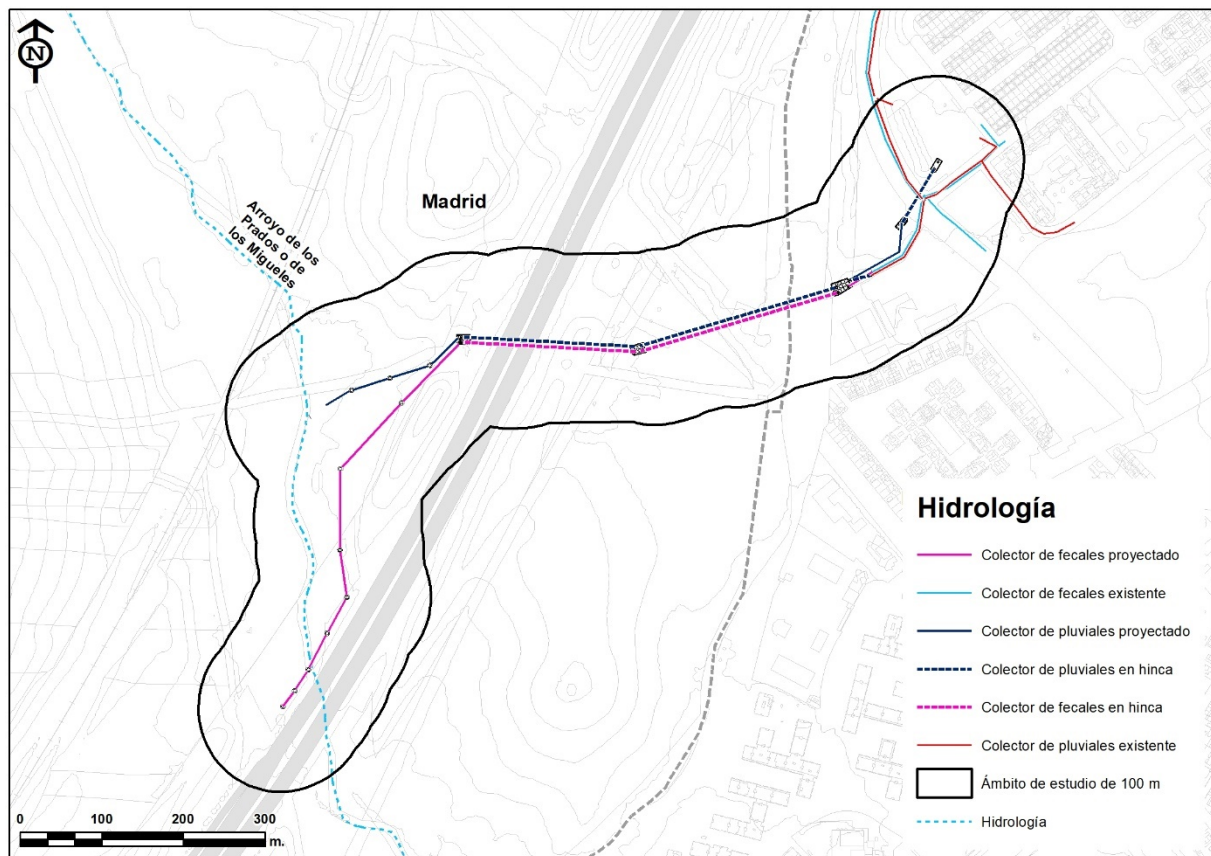 N
Madrid
Arroyo de los
Prados o de
los Migueles
Hidrología
Colector de fecales proyectado
Colector de fecales existente
Colector de pluviales proyectado
Colector de pluviales en hinca
Colector de fecales en hinca
Colector de pluviales existente
Ámbito de estudio de 100 m
Hidrología
0 100 200 300
m.